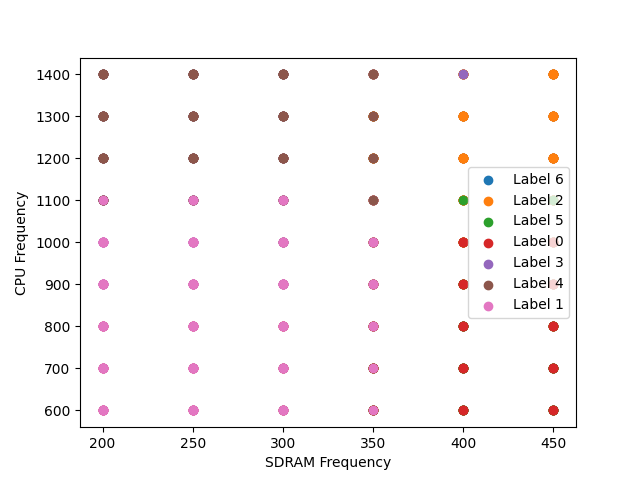 1400
1300
1200
1100
1000
900
800
700
600
CPU Frequency
Label 6
Label 2
Label 5
Label 0
Label 3
Label 4
Label 1
200
250
300
350
400
450
SDRAM Frequency